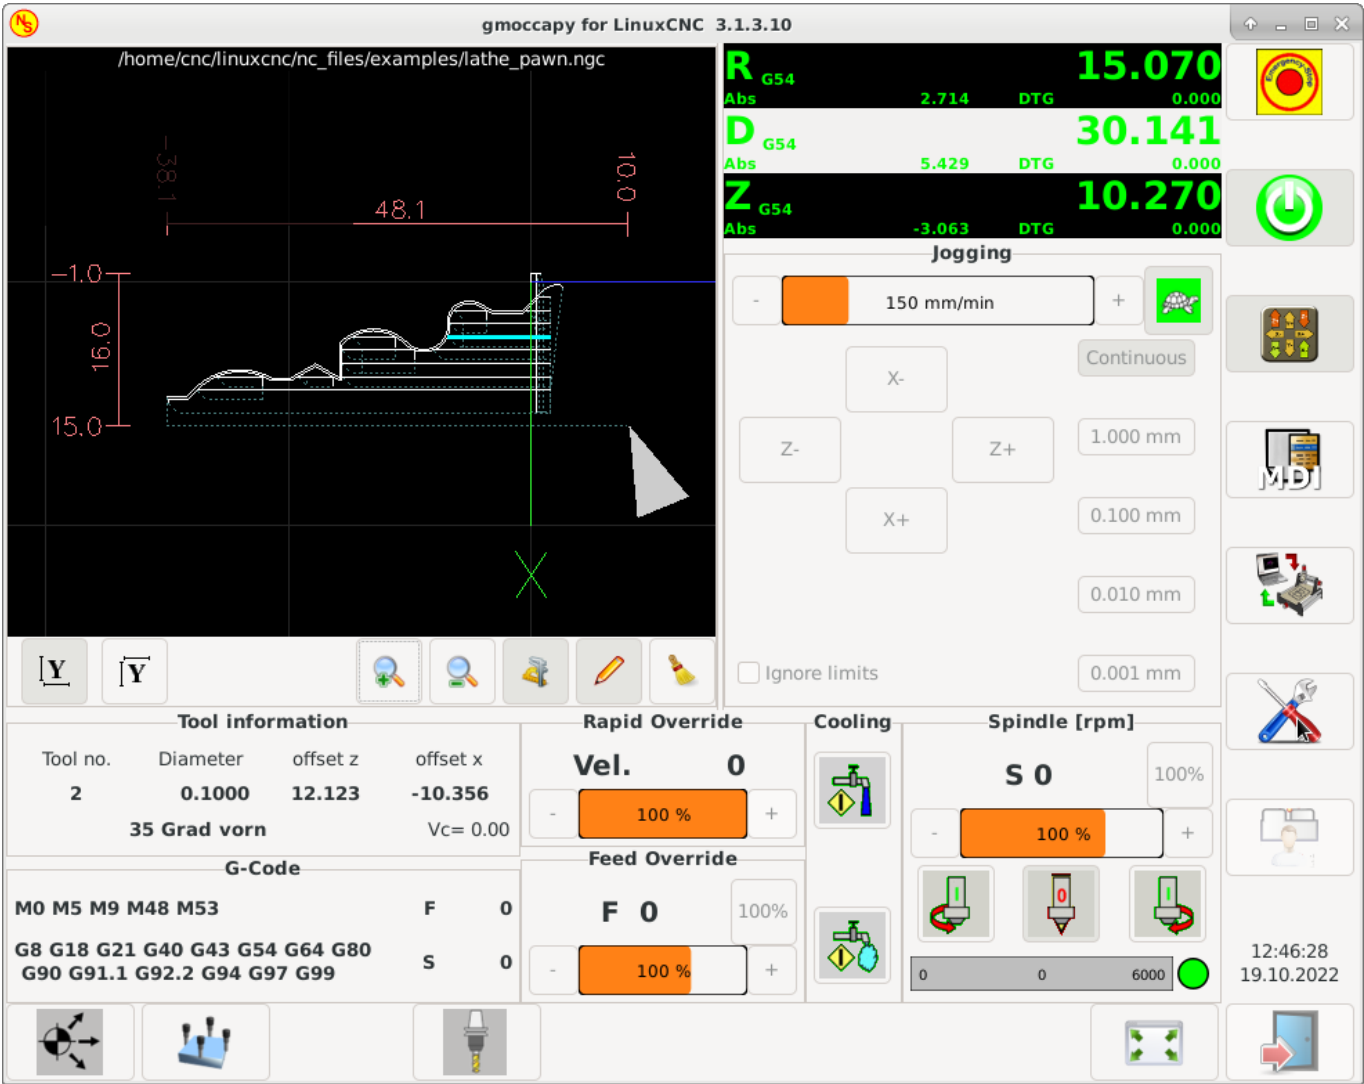 gmoccapy for LinuxCNC 3.1.3.10
/home/cnc/linuxcnc/nc_files/examples/lathe_pawn.ngc
-38.1
10.0
48.1
-1.0
16.0
15.0
X
R G54 15.070
Abs 2.714 DTG 0.000
D G54 30.141
Abs 5.429 DTG 0.000
Z G54 10.270
Abs -3.063 DTG 0.000
Jogging
- 150 mm/min +
Continuous
X-
1.000 mm
Z- Z+
0.100 mm
X+
0.010 mm
Ignore limits 0.001 mm
Emergency-Stop
MDI
Y Y
Tool information
Tool no. Diameter offset z offset x
2 0.1000 12.123 -10.356
35 Grad vorn Vc= 0.00
G-Code
M0 M5 M9 M48 M53 F 0
G8 G18 G21 G40 G43 G54 G64 G80
G90 G91.1 G92.2 G94 G97 G99
S 0
Rapid Override
Vel. 0
- 100 % +
Feed Override
F 0 100%
- 100 % +
Cooling
Spindle [rpm]
S 0 100%
- 100 % +
I 0 I
0 0 6000
12:46:28
19.10.2022